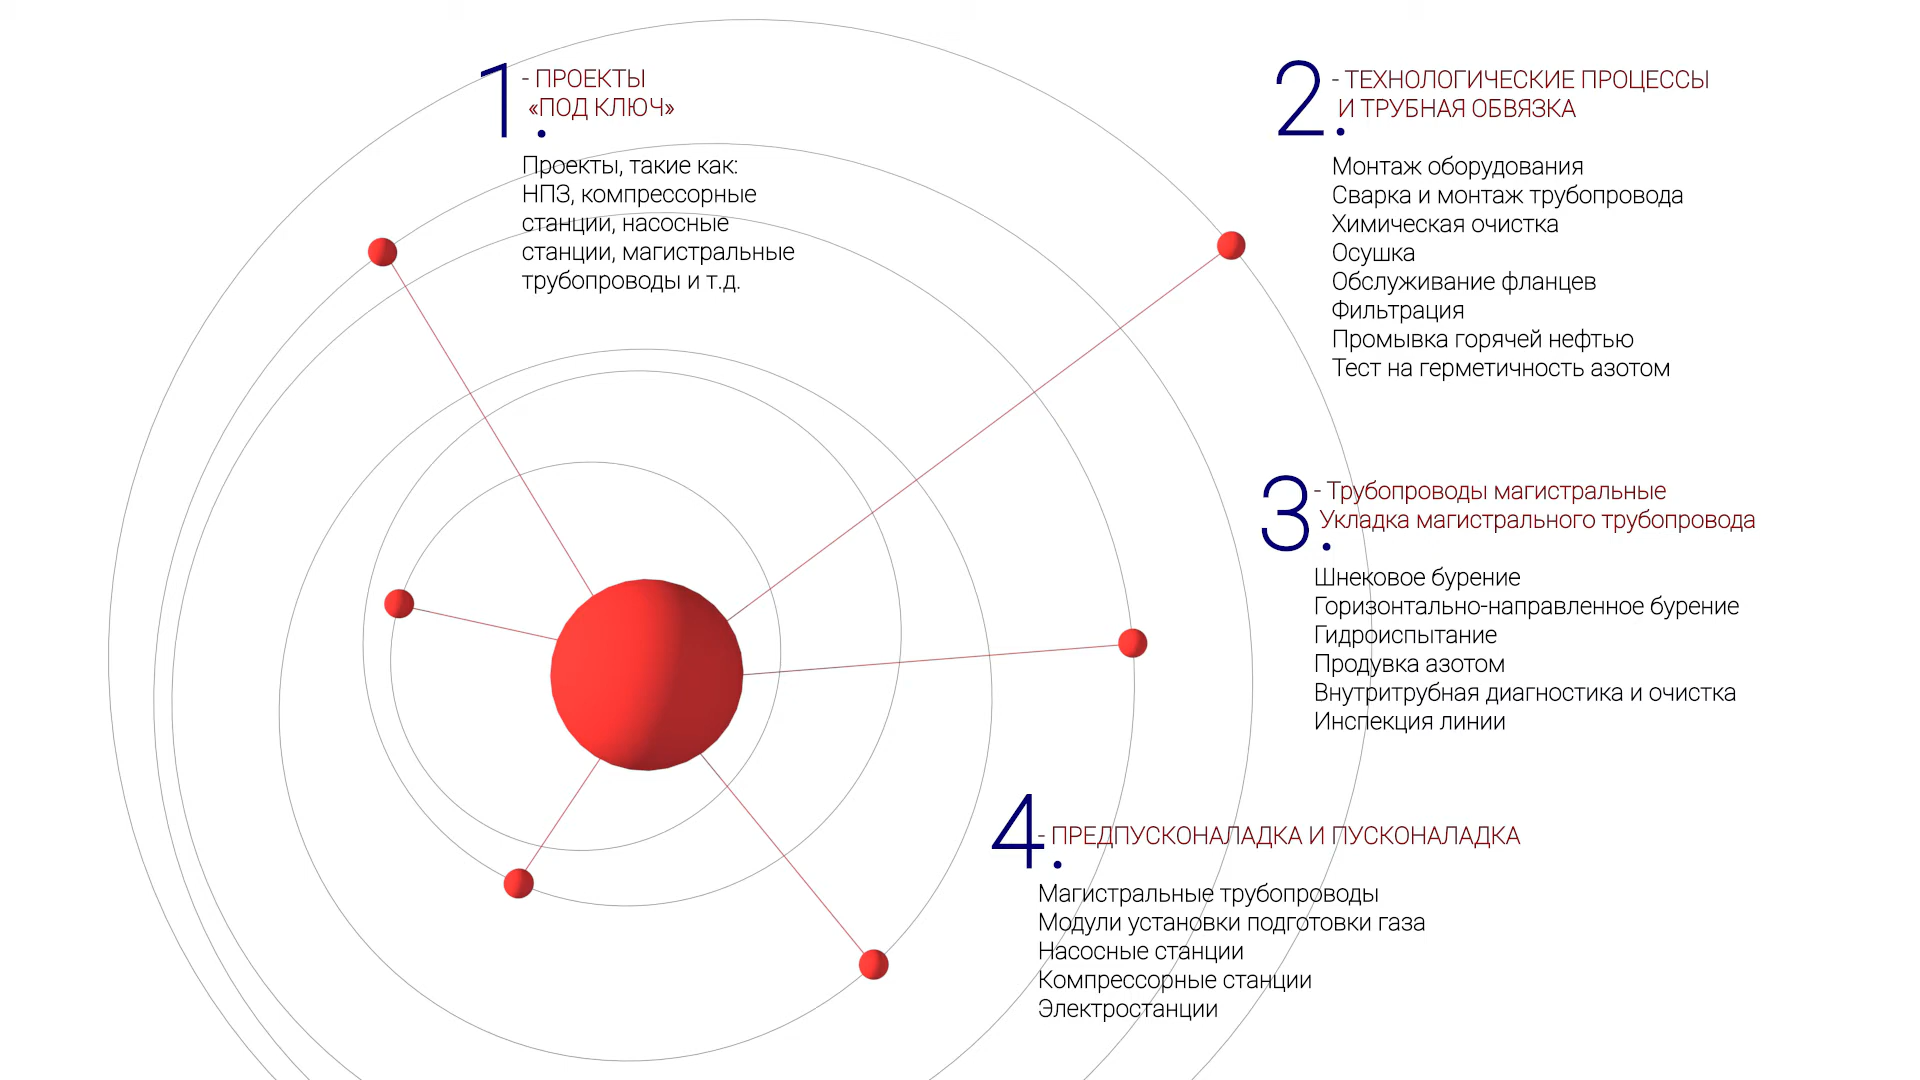 1.
- ПРОЕКТЫ
«ПОД КЛЮЧ»
Проекты, такие как:
НПЗ, компрессорные
станции, насосные
станции, магистральные
трубопроводы и т.д.
2.
- ТЕХНОЛОГИЧЕСКИЕ ПРОЦЕССЫ
И ТРУБНАЯ ОБВЯЗКА
Монтаж оборудования
Сварка и монтаж трубопровода
Химическая очистка
Осушка
Обслуживание фланцев
Фильтрация
Промывка горячей нефтью
Тест на герметичность азотом
3.
- Трубопроводы магистральные
Укладка магистрального трубопровода
Шнековое бурение
Горизонтально-направленное бурение
Гидроиспытание
Продувка азотом
Внутритрубная диагностика и очистка
Инспекция линии
4.
- ПРЕДПУСКОНАЛАДКА И ПУСКОНАЛАДКА
Магистральные трубопроводы
Модули установки подготовки газа
Насосные станции
Компрессорные станции
Электростанции